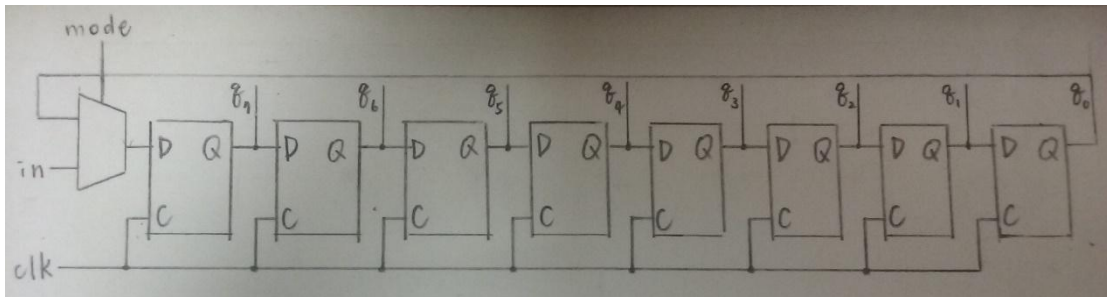 mode
q7 q6 q5 q4 q3 q2 q1 q0
D Q D Q D Q D Q D Q D Q D Q D Q
in
C C C C C C C C
clk